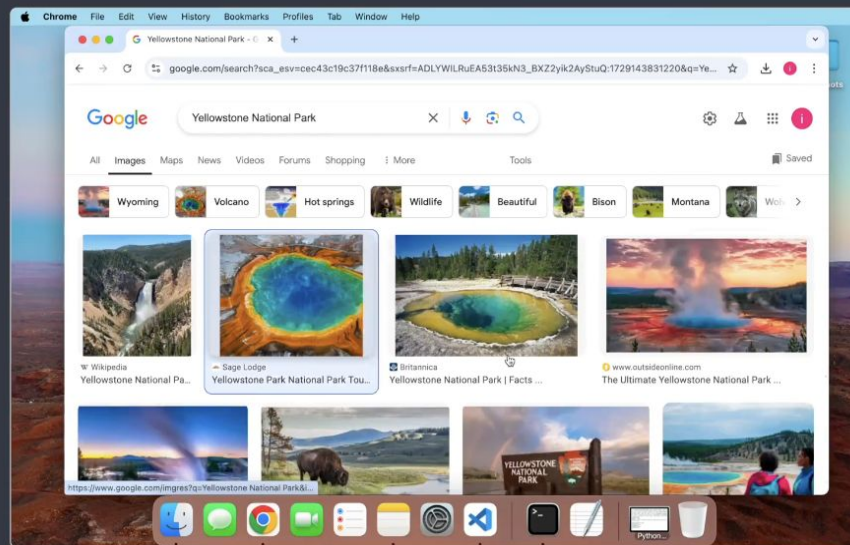 Chrome File Edit View History Bookmarks Profiles Tab Window Help
Yellowstone National Park - G
google.com/search?sca_esv=cec43c19c37f118e&sxsrf=ADLYWILRuEA53t35kN3_BXZ2yik2AyStuQ:1729143831220&q=Ye...
Google
Yellowstone National Park
All Images Maps News Videos Forums Shopping More Tools
Saved
Wyoming Volcano Hot springs Wildlife Beautiful Bison Montana
Wikipedia
Yellowstone National Pa...
Sage Lodge
Yellowstone Park National Park Tou...
Britannica
Yellowstone National Park | Facts ...
www.outsideonline.com
The Ultimate Yellowstone National Park ...
YELLOWSTONE
NATIONAL
PARK
https://www.google.com/imgres?q=Yellowstone National Park&i...
Python...